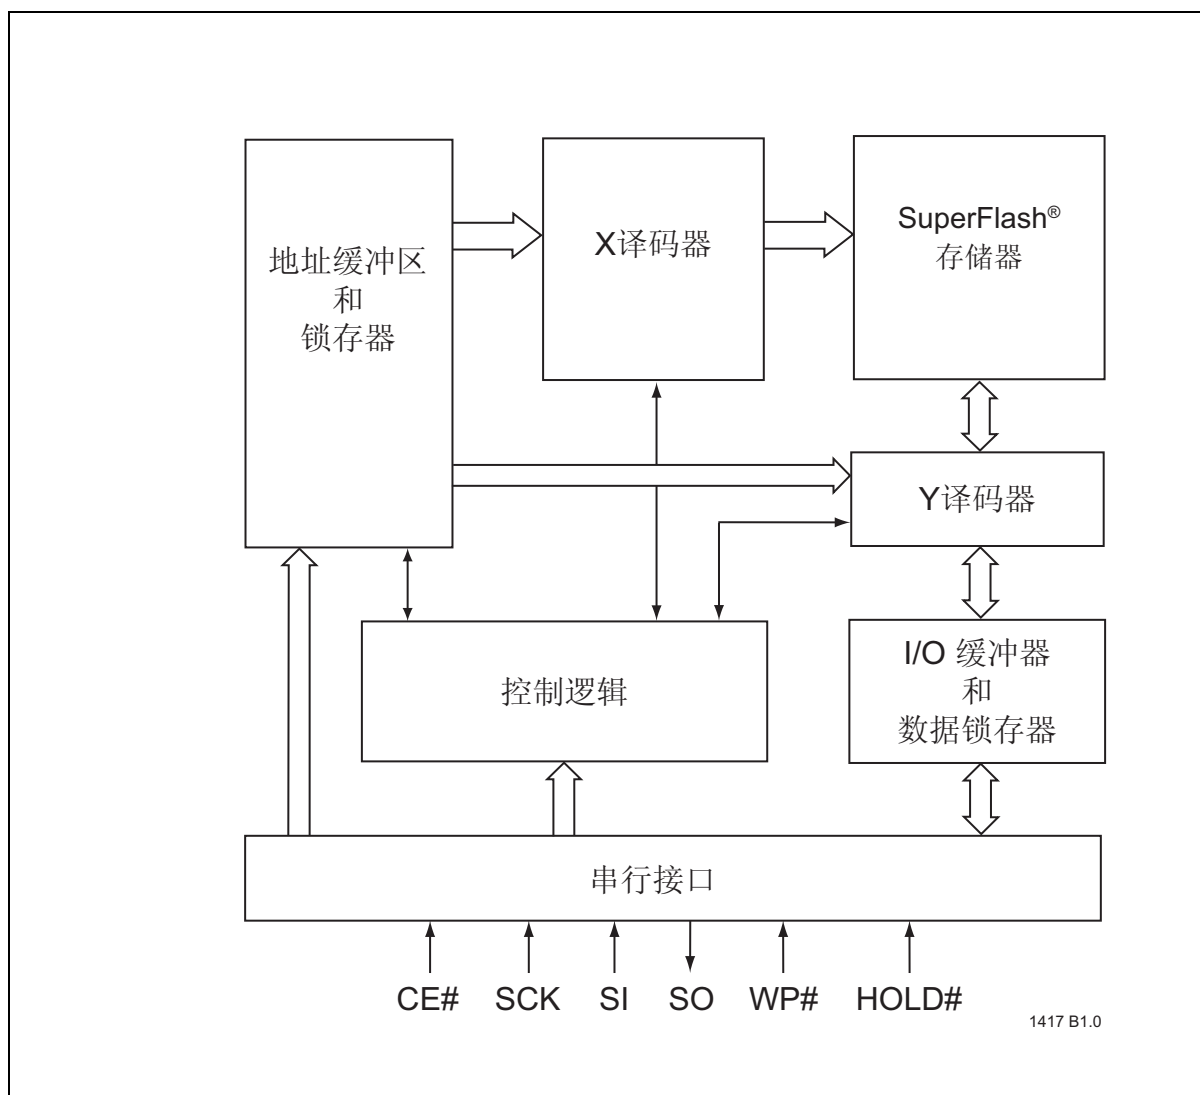 地址缓冲区
和
锁存器
X译码器
SuperFlash®
存储器
Y译码器
控制逻辑
I/O 缓冲器
和
数据锁存器
串行接口
CE# SCK SI SO WP# HOLD#
1417 B1.0